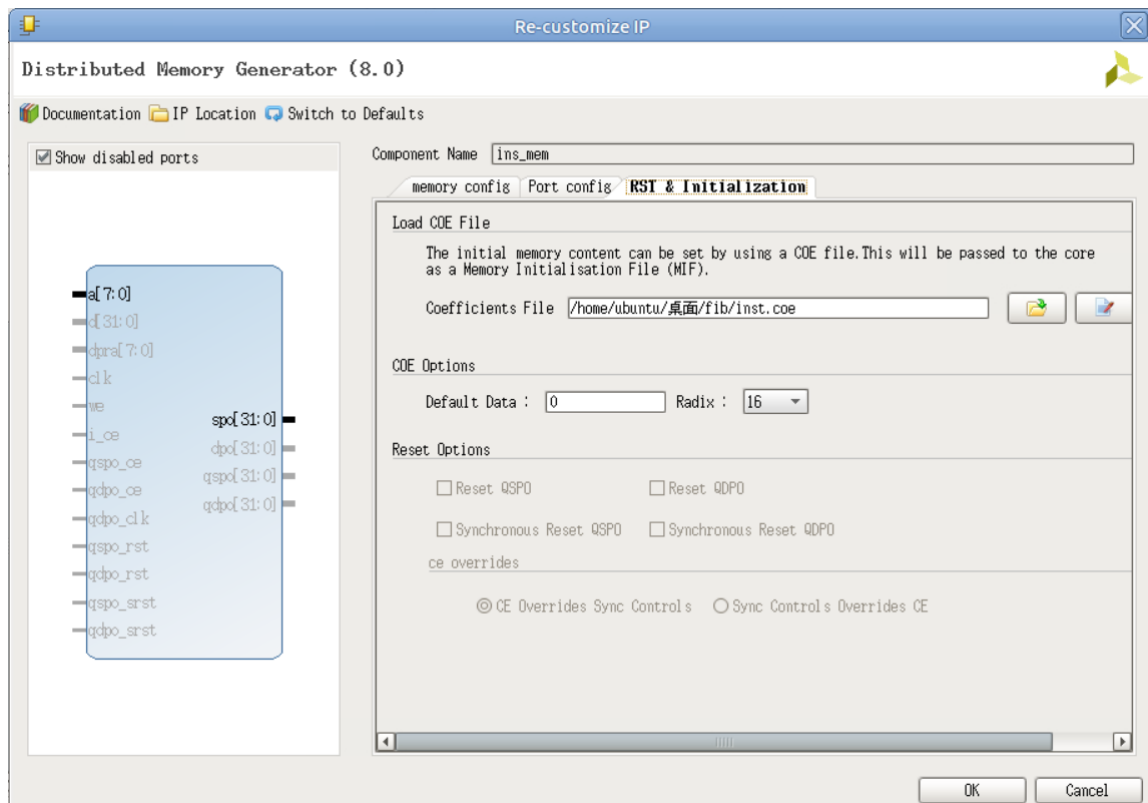 Re-customize IP
Distributed Memory Generator (8.0)
Documentation IP Location Switch to Defaults
Show disabled ports
a[7:0]
d[31:0]
dpra[7:0]
clk
we
i_ce
qspo_ce
qdpo_ce
qdpo_clk
qspo_rst
qdpo_rst
qspo_srst
qdpo_srst
spo[31:0]
dpo[31:0]
qspo[31:0]
qdpo[31:0]
Component Name ins_mem
memory config Port config RST & Initialization
Load COE File
The initial memory content can be set by using a COE file.This will be passed to the core
as a Memory Initialisation File (MIF).
Coefficients File /home/ubuntu/桌面/fib/inst.coe
COE Options
Default Data : 0 Radix : 16
Reset Options
Reset QSPO Reset QDPO
Synchronous Reset QSPO Synchronous Reset QDPO
ce overrides
CE Overrides Sync Controls Sync Controls Overrides CE
OK Cancel